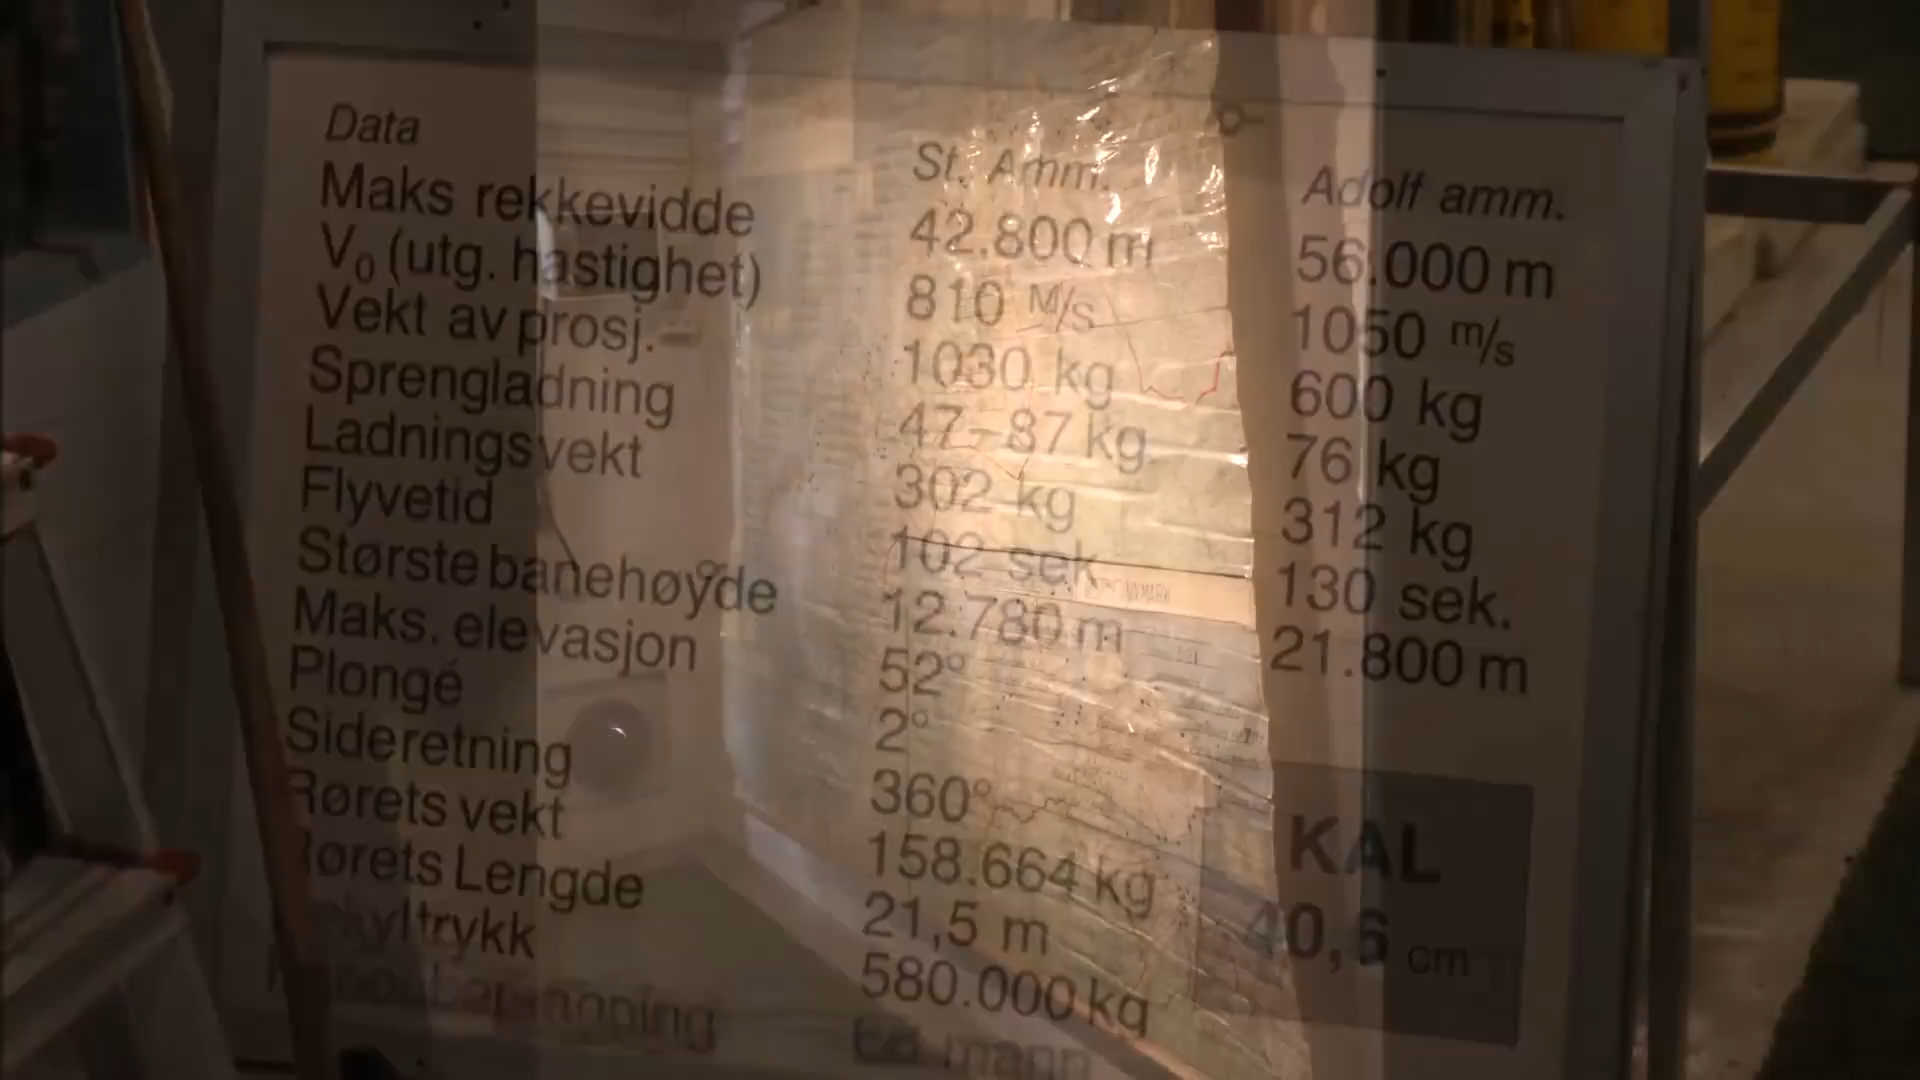 Data St. Amm. Adolf amm.
Maks rekkevidde 42.800 m 56.000 m
V₀ (utg. hastighet) 810 M/s 1050 m/s
Vekt av prosj. 1030 kg 600 kg
Sprengladning 47-87 kg 76 kg
Ladningsvekt 302 kg 312 kg
Flyvetid 102 sek 130 sek.
Største banehøyde 12.780 m 21.800 m
Maks. elevasjon 52°
Plongé 2°
Sideretning 360°
Rørets vekt 158.664 kg
Rørets Lengde 21,5 m
trykk 580.000 kg
mann
KAL
40,6 cm